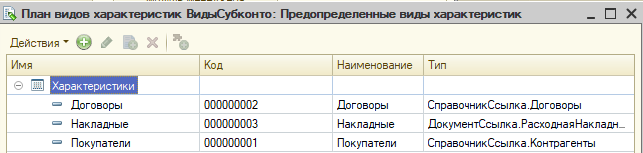 План видов характеристик ВидыСубконто: Предопределенные виды характеристик
Действия
Имя Код Наименование Тип
Характеристики
Договоры 000000002 Договоры СправочникСсылка.Договоры
Накладные 000000003 Накладные ДокументСсылка.РасходнаяНакладн...
Покупатели 000000001 Покупатели СправочникСсылка.Контрагенты